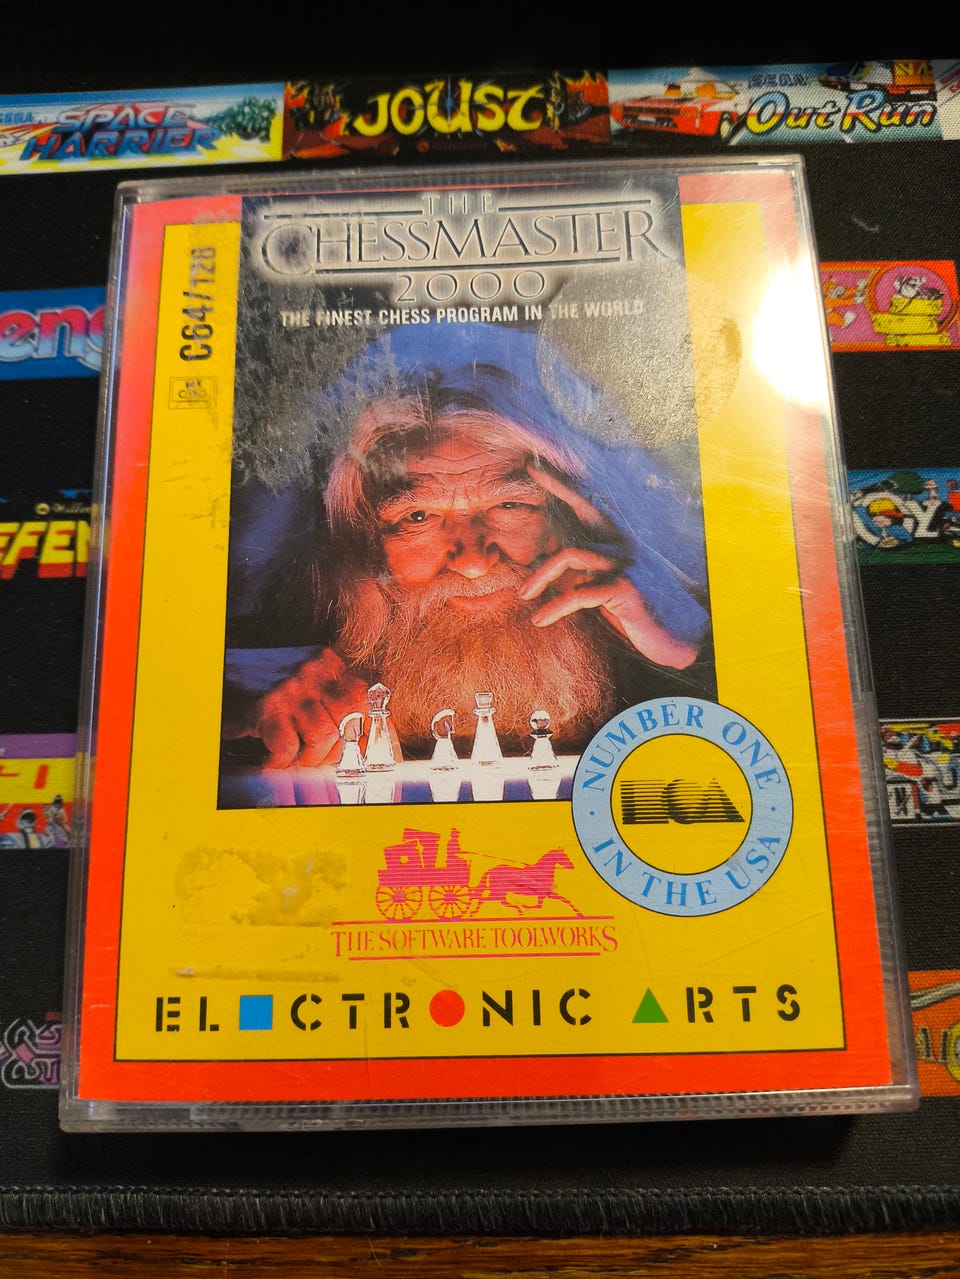 SEGA
SPACE
HARRIER
JOUST
OutRun
THE
CHESSMASTER
2000
THE FINEST CHESS PROGRAM IN THE WORLD
C64/128
NUMBER ONE
IN THE USA
THE SOFTWARE TOOLWORKS
ELECTRONIC ARTS